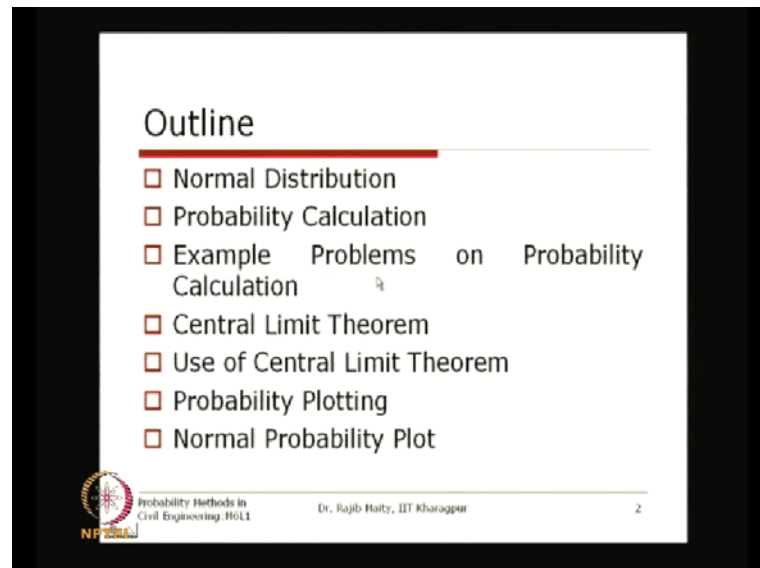 Outline
Normal Distribution
Probability Calculation
Example Problems on Probability
Calculation
Central Limit Theorem
Use of Central Limit Theorem
Probability Plotting
Normal Probability Plot
Probability Methods in
Civil Engineering: M6L1
Dr. Rajib Maity, IIT Kharagpur
2
NPTEL